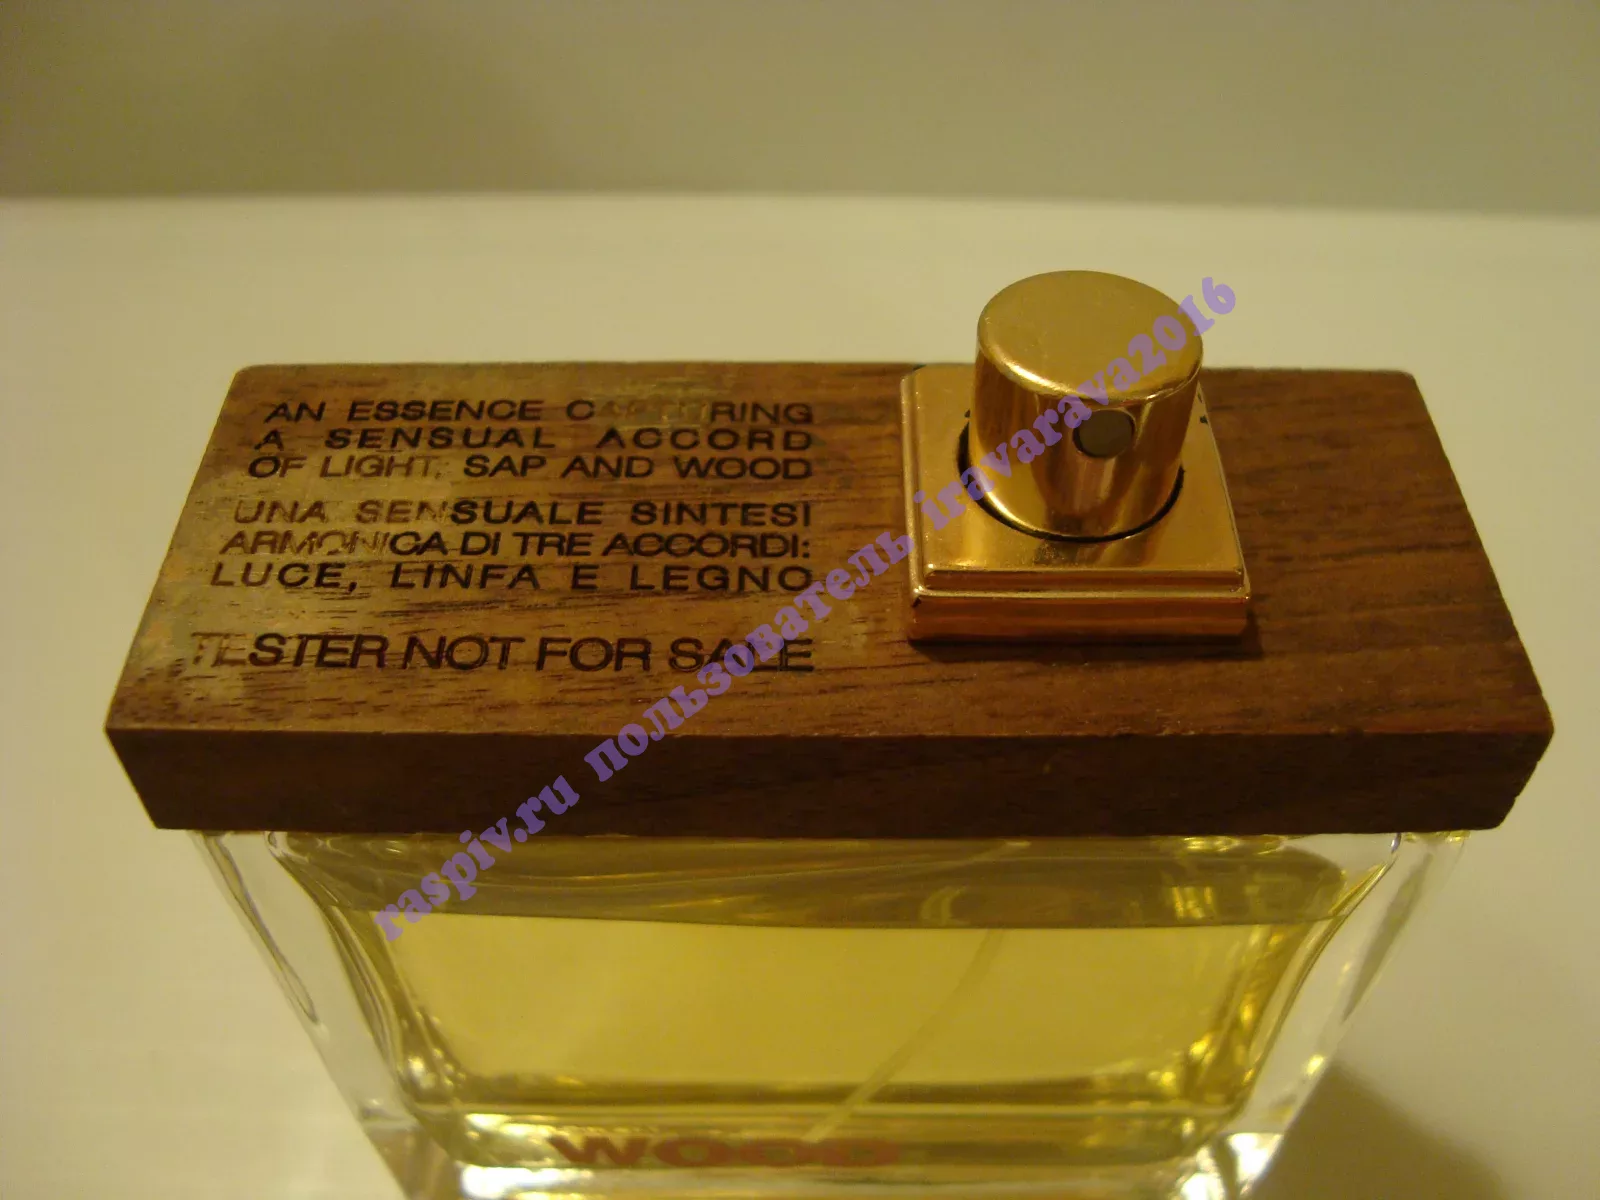 AN ESSENCE CAPTURING
A SENSUAL ACCORD
OF LIGHT, SAP AND WOOD
UNA SENSUALE SINTESI
ARMONICA DI TRE ACCORDI:
LUCE, LINFA E LEGNO
TESTER NOT FOR SALE
raspiv.ru пользователь iravarava2016
WOOD